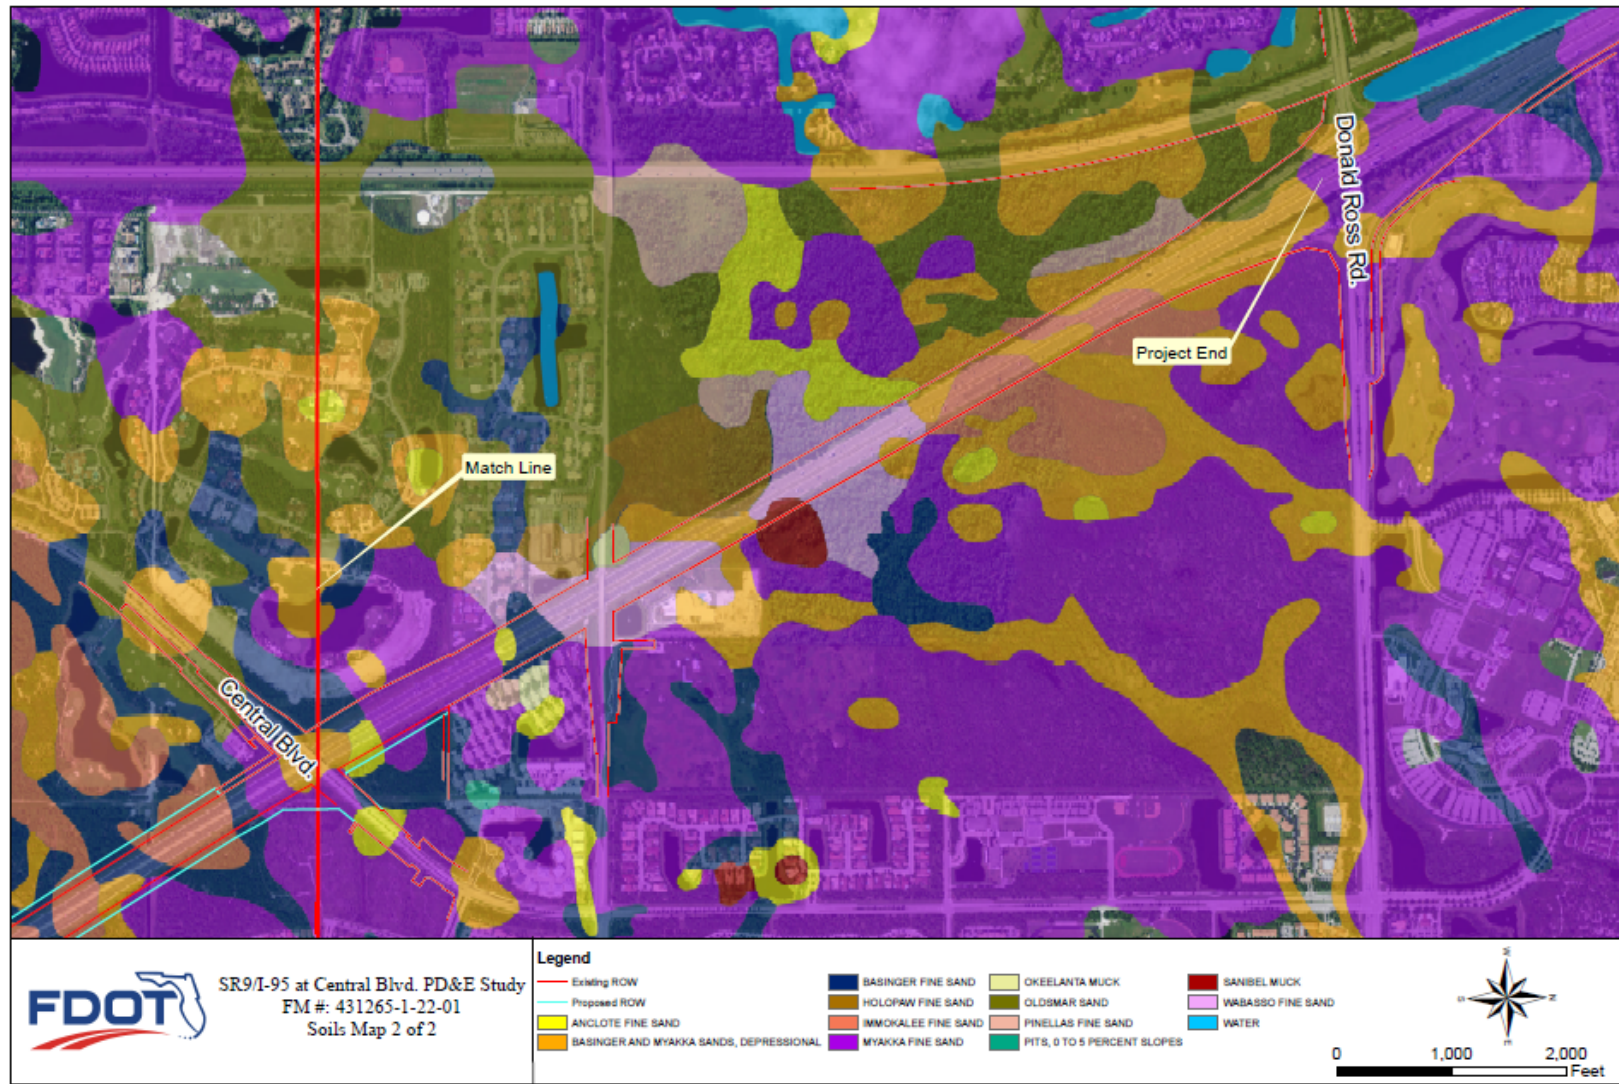 Donald Ross Rd.
Project End
Match Line
Central Blvd.
FDOT
SR9/I-95 at Central Blvd. PD&E Study
FM #: 431265-1-22-01
Soils Map 2 of 2
Legend
Existing ROW
Proposed ROW
ANCLOTE FINE SAND
BASINGER AND MYAKKA SANDS, DEPRESSIONAL
BASINGER FINE SAND
HOLOPAW FINE SAND
IMMOKALEE FINE SAND
MYAKKA FINE SAND
OKEELANTA MUCK
OLDSMAR SAND
PINELLAS FINE SAND
PITS, 0 TO 5 PERCENT SLOPES
SANIBEL MUCK
WABASSO FINE SAND
WATER
W
S
N
E
0 1,000 2,000
Feet